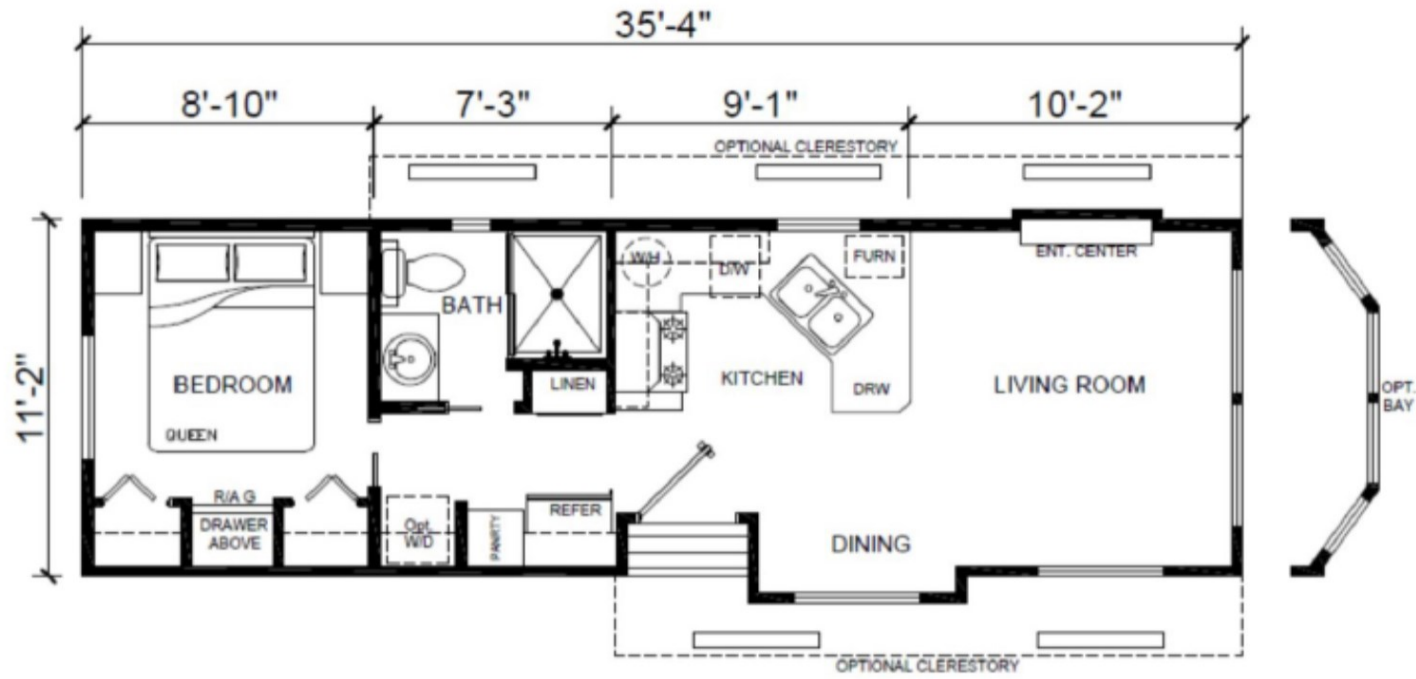 35'-4"
8'-10"
7'-3"
9'-1"
10'-2"
OPTIONAL CLERESTORY
11'-2"
W/H
D/W
FURN
ENT. CENTER
BATH
BEDROOM
LINEN
KITCHEN
DRW
LIVING ROOM
OPT.
BAY
QUEEN
R/A G
DRAWER
ABOVE
Opt.
W/D
PANRTY
REFER
DINING
OPTIONAL CLERESTORY